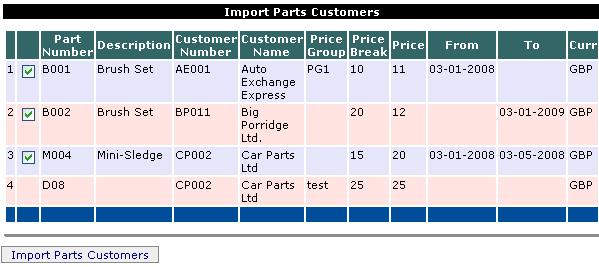 Import Parts Customers
Part Number Description Customer Number Customer Name Price Group Price Break Price From To Curr
1 B001 Brush Set AE001 Auto Exchange Express PG1 10 11 03-01-2008 GBP
2 B002 Brush Set BP011 Big Porridge Ltd. 20 12 03-01-2009 GBP
3 M004 Mini-Sledge CP002 Car Parts Ltd 15 20 03-01-2008 03-05-2008 GBP
4 D08 CP002 Car Parts Ltd test 25 25 GBP
Import Parts Customers